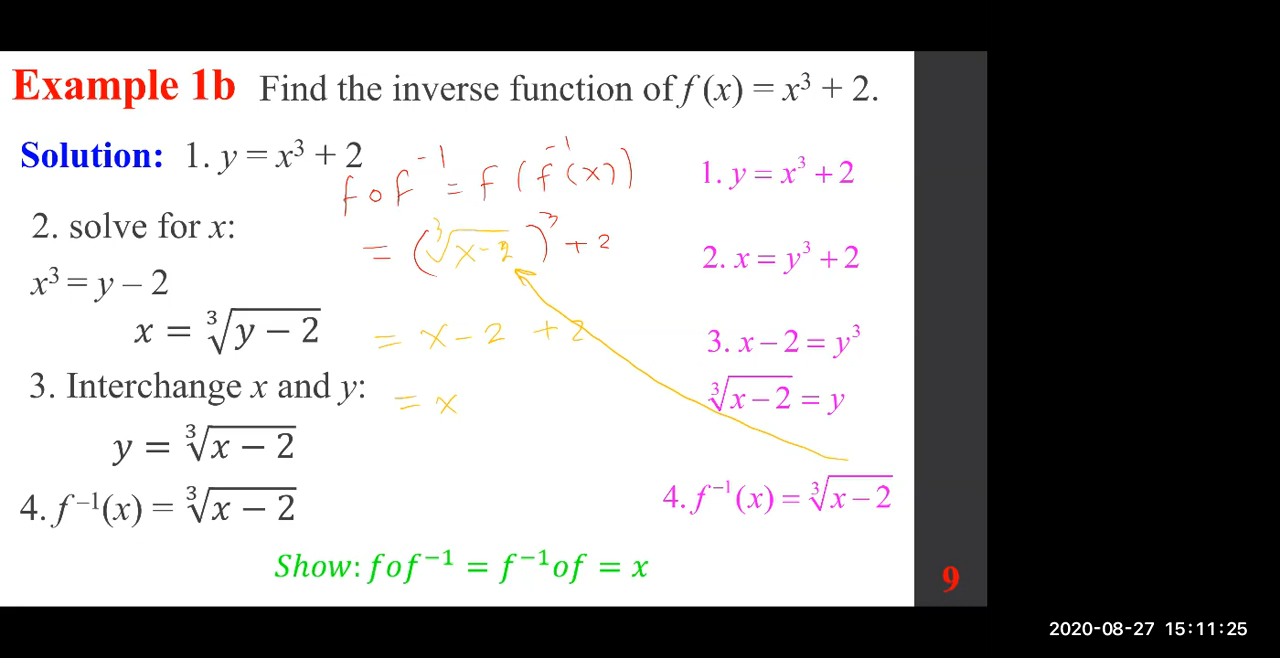 Example 1b Find the inverse function of f (x) = x³ + 2.
Solution: 1. y = x³ + 2
2. solve for x:
x³ = y – 2
x = ∛(y − 2)
3. Interchange x and y:
y = ∛(x − 2)
4. f⁻¹(x) = ∛(x − 2)
fof⁻¹ = f(f⁻¹(x))
= (∛(x-2))³ + 2
= x-2 + 2
= x
1. y = x³ + 2
2. x = y³ + 2
3. x − 2 = y³
∛(x − 2) = y
4. f⁻¹(x) = ∛(x − 2)
Show: fof⁻¹ = f⁻¹of = x
9
2020-08-27 15:11:25